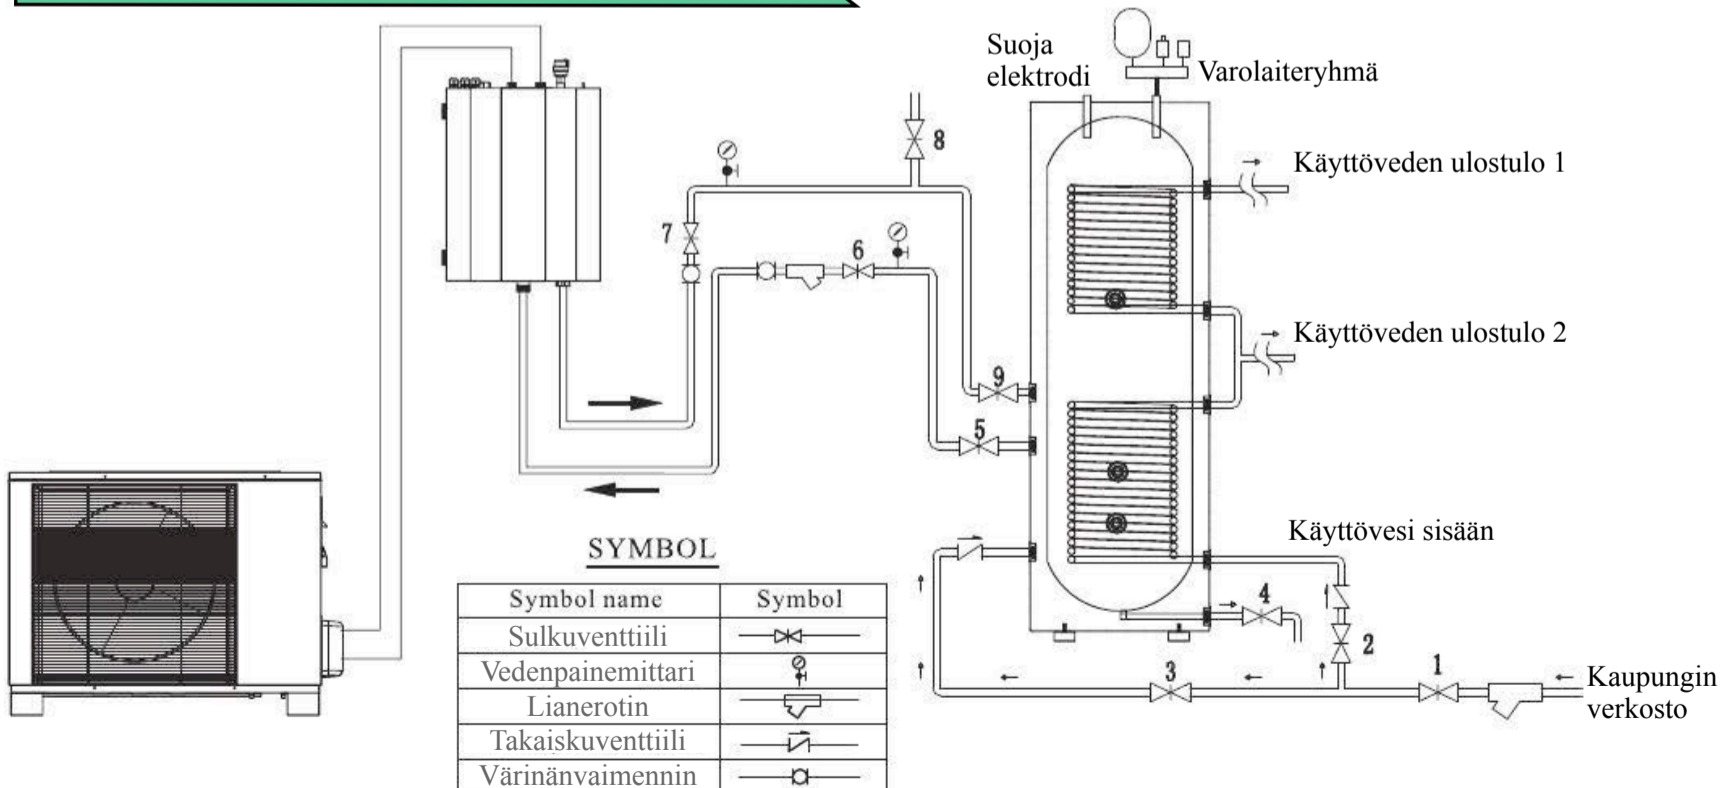 Suoja
elektrodi
Varolaiteryhmä
8
Käyttöveden ulostulo 1
7
6
Käyttöveden ulostulo 2
9
5
Käyttövesi sisään
SYMBOL
Symbol name Symbol
Sulkuventtiili
Vedenpainemittari
Lianerotin
Takaiskuventtiili
Värinänvaimennin
4
2
3
1
Kaupungin
verkosto